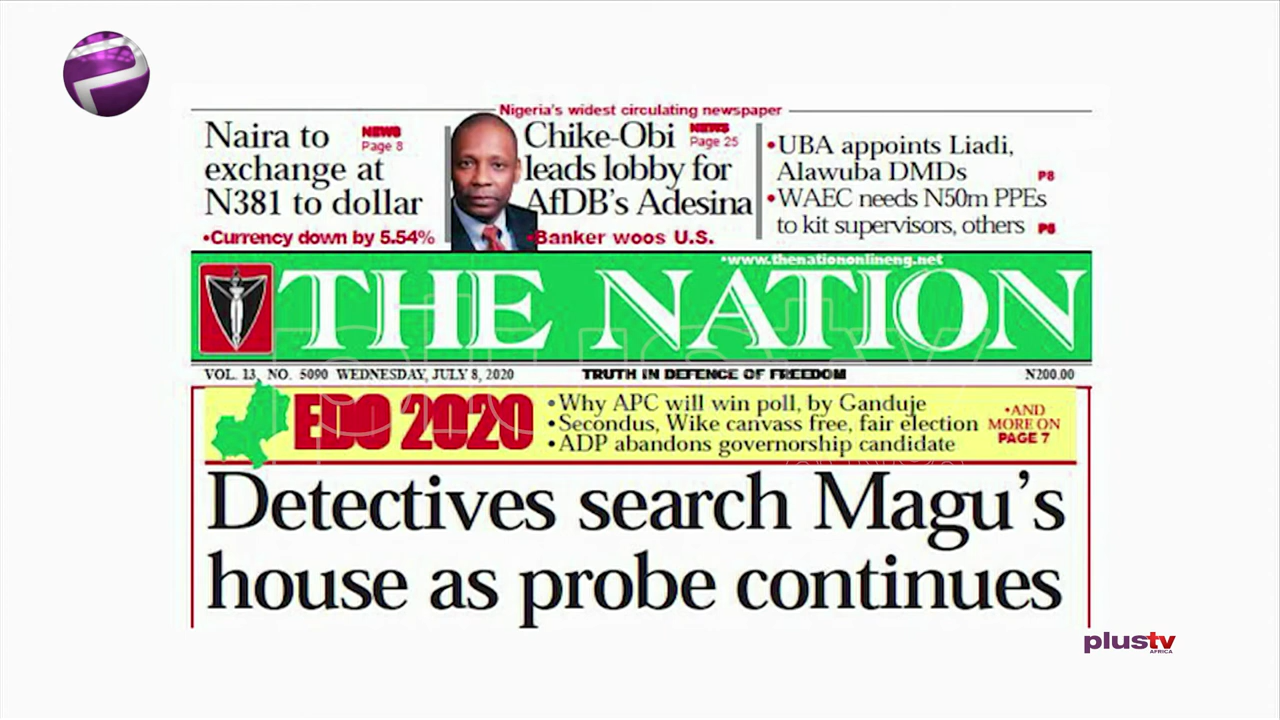 Nigeria's widest circulating newspaper
Naira to
exchange at
N381 to dollar
NEWS
Page 8
•Currency down by 5.54%
Chike-Obi
leads lobby for
AfDB's Adesina
NEWS
Page 25
•Banker woos U.S.
•UBA appoints Liadi,
Alawuba DMDs P8
•WAEC needs N50m PPEs
to kit supervisors, others P8
•www.thenationonlineng.net
THE NATION
VOL. 13, NO. 5090 WEDNESDAY, JULY 8, 2020 TRUTH IN DEFENCE OF FREEDOM N200.00
EDO 2020
•Why APC will win poll, by Ganduje
•Secondus, Wike canvass free, fair election
•ADP abandons governorship candidate
•AND
MORE ON
PAGE 7
Detectives search Magu's
house as probe continues
plustv
AFRICA